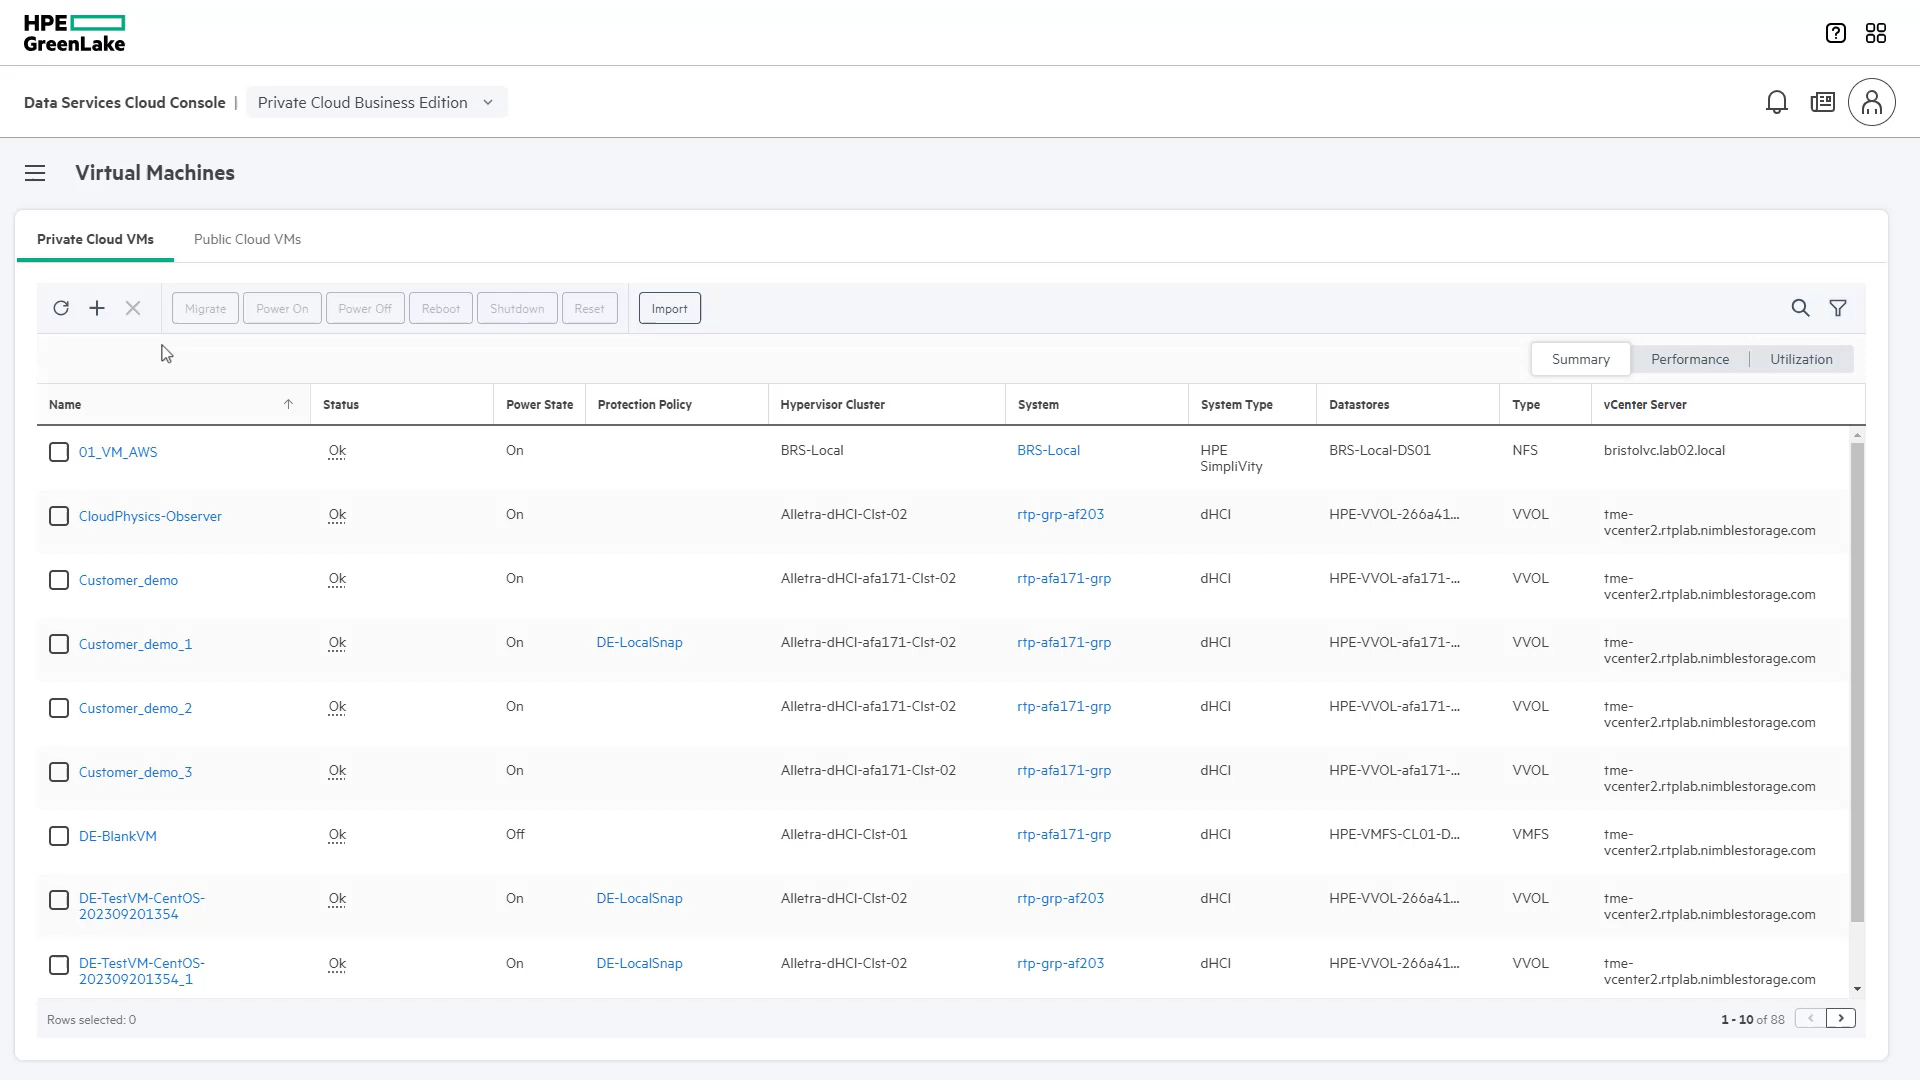 HPE
GreenLake
Data Services Cloud Console | Private Cloud Business Edition
Virtual Machines
Private Cloud VMs Public Cloud VMs
Migrate Power On Power Off Reboot Shutdown Reset Import
Summary Performance Utilization
Name Status Power State Protection Policy Hypervisor Cluster System System Type Datastores Type vCenter Server
01_VM_AWS Ok On BRS-Local BRS-Local HPE BRS-Local-DS01 NFS bristolvc.lab02.local
SimpliVity
CloudPhysics-Observer Ok On Alletra-dHCI-Clst-02 rtp-grp-af203 dHCI HPE-VVOL-266a41... VVOL tme-
vcenter2.rtplab.nimblestorage.com
Customer_demo Ok On Alletra-dHCI-afa171-Clst-02 rtp-afa171-grp dHCI HPE-VVOL-afa171-... VVOL tme-
vcenter2.rtplab.nimblestorage.com
Customer_demo_1 Ok On DE-LocalSnap Alletra-dHCI-afa171-Clst-02 rtp-afa171-grp dHCI HPE-VVOL-afa171-... VVOL tme-
vcenter2.rtplab.nimblestorage.com
Customer_demo_2 Ok On Alletra-dHCI-afa171-Clst-02 rtp-afa171-grp dHCI HPE-VVOL-afa171-... VVOL tme-
vcenter2.rtplab.nimblestorage.com
Customer_demo_3 Ok On Alletra-dHCI-afa171-Clst-02 rtp-afa171-grp dHCI HPE-VVOL-afa171-... VVOL tme-
vcenter2.rtplab.nimblestorage.com
DE-BlankVM Ok Off Alletra-dHCI-Clst-01 rtp-afa171-grp dHCI HPE-VMFS-CL01-D... VMFS tme-
vcenter2.rtplab.nimblestorage.com
DE-TestVM-CentOS- Ok On DE-LocalSnap Alletra-dHCI-Clst-02 rtp-grp-af203 dHCI HPE-VVOL-266a41... VVOL tme-
202309201354 vcenter2.rtplab.nimblestorage.com
DE-TestVM-CentOS- Ok On DE-LocalSnap Alletra-dHCI-Clst-02 rtp-grp-af203 dHCI HPE-VVOL-266a41... VVOL tme-
202309201354_1 vcenter2.rtplab.nimblestorage.com
Rows selected: 0 1 - 10 of 88